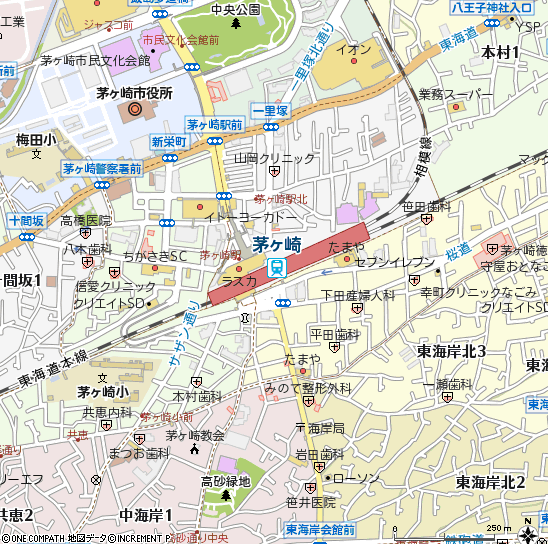 中央公園
八王子神社入口
YSP
ジャスコ前
市民文化会館前
茅ヶ崎市民文化会館
一里塚北通り
イオン
東海道
本村1
業務スーパー
茅ヶ崎市役所
茅ヶ崎駅前
一里塚
新栄町
梅田小
茅ヶ崎警察署前
山岡クリニック
相模線
マック
茅ヶ崎駅北
笹田歯科
十間坂
高橋医院
イトーヨーカドー
八木歯科
ちがさきSC
茅ヶ崎駅
茅ヶ崎
たまや
セブンイレブン
桜道
茅ヶ崎徳
守屋おとな
十間坂1
信愛クリニック
クリエイトSD
ラスカ
下田産婦人科
幸町クリニックなごみ
クリエイトSD
サザン通り
平田歯科
東海道本線
東海岸北3
たまや
茅ヶ崎小
木村歯科
みのて整形外科
一瀬歯科
共恵内科
茅ヶ崎小前
東海
共恵
茅ヶ崎教会
〒海岸局
まつお歯科
岩田歯科
リーエフ
高砂緑地
ローソン
東海岸北2
笹井医院
共恵2
中海岸1
東海岸会館前
高砂通り中央
鉄砲道
250 m
©ONE COMPATH 地図データ©INCREMENT P